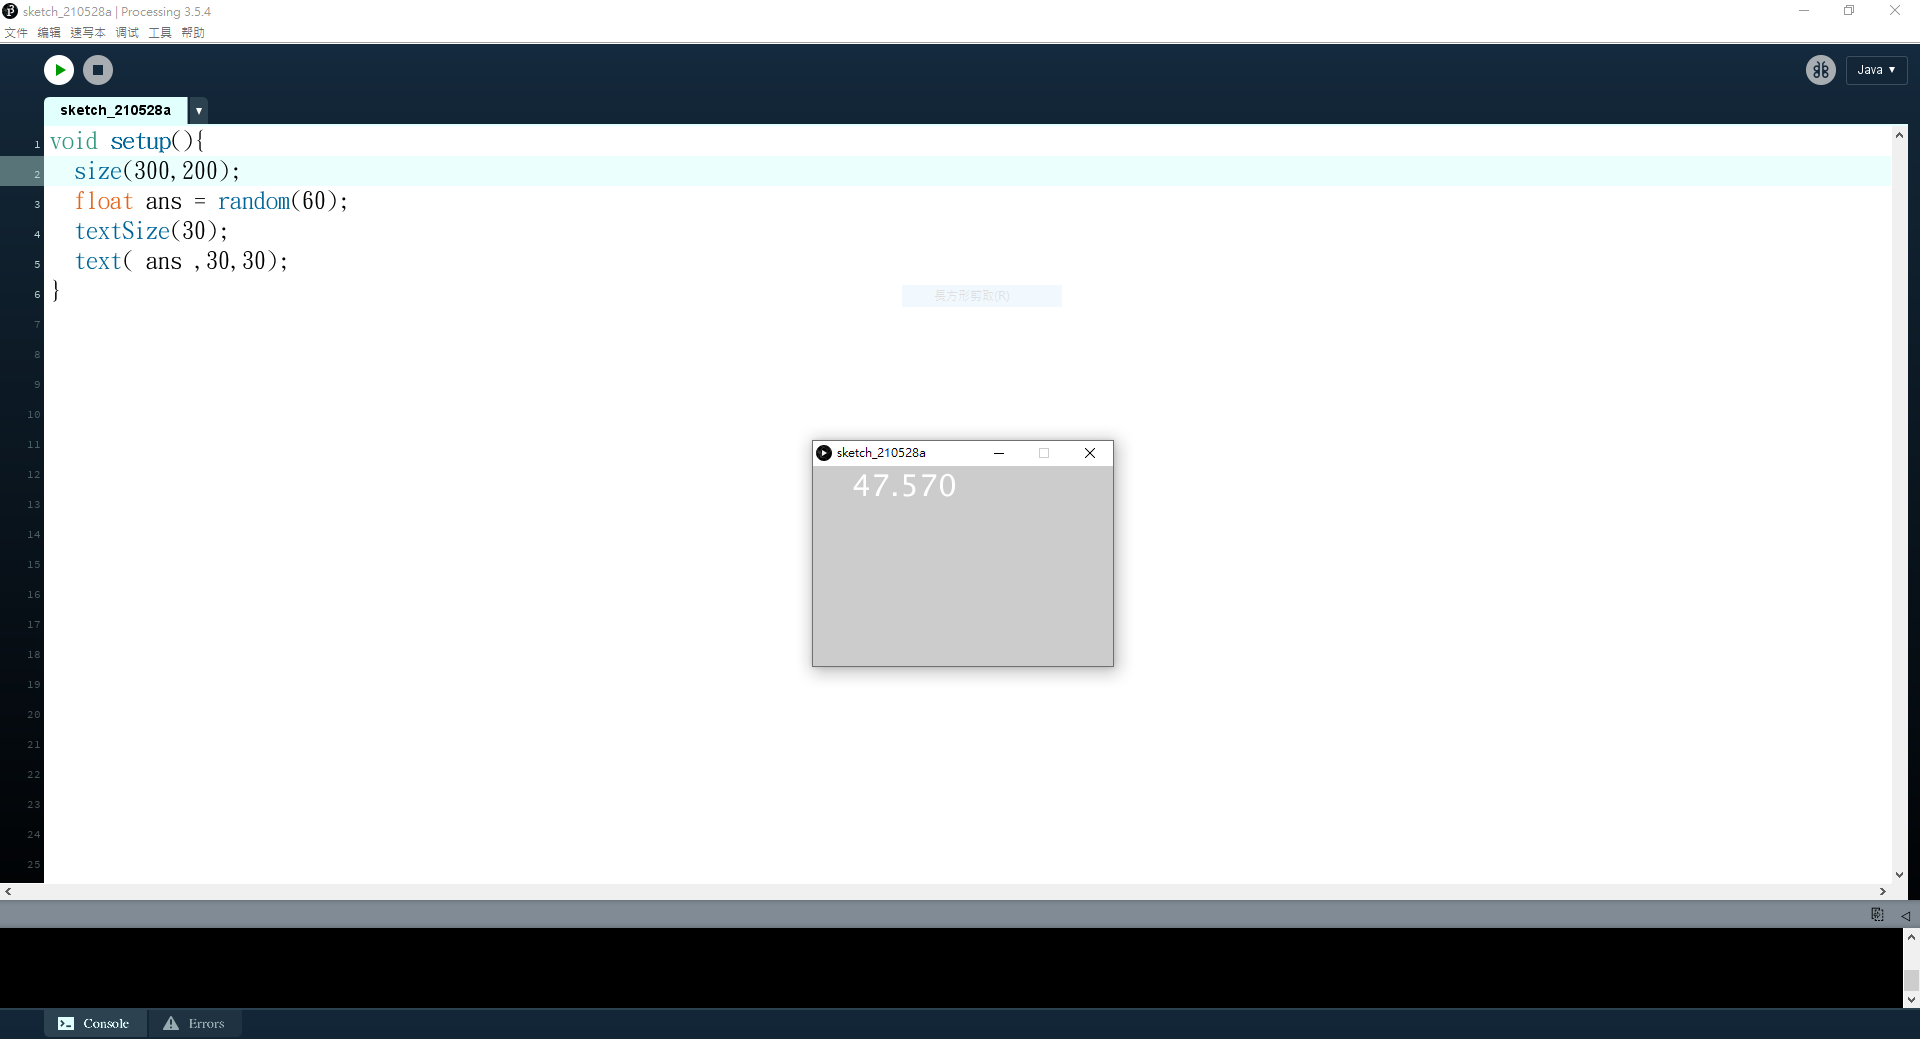 sketch_210528a | Processing 3.5.4
文件 编辑 速写本 调试 工具 帮助
Java ▼
sketch_210528a ▼
1 void setup(){
2   size(300,200);
3   float ans = random(60);
4   textSize(30);
5   text( ans ,30,30);
6 }
7
8
9
10
11
12
13
14
15
16
17
18
19
20
21
22
23
24
25
長方形剪取(R)
sketch_210528a
47.570
Console Errors